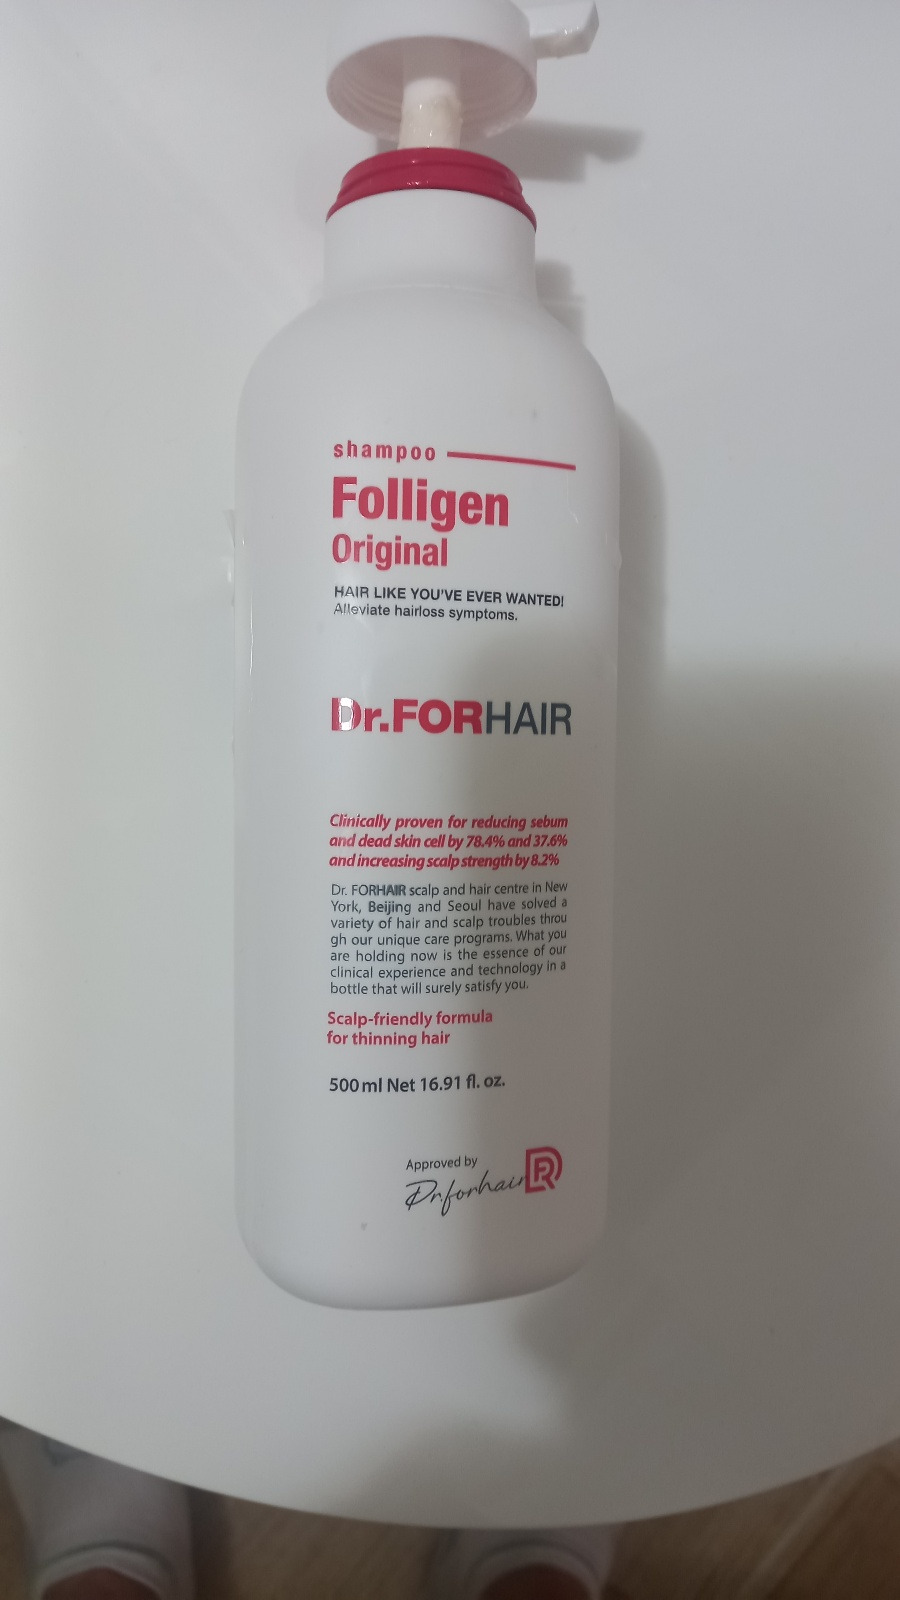 shampoo
Folligen
Original
HAIR LIKE YOU'VE EVER WANTED!
Alleviate hairloss symptoms.
Dr.FORHAIR
Clinically proven for reducing sebum
and dead skin cell by 78.4% and 37.6%
and increasing scalp strength by 8.2%
Dr. FORHAIR scalp and hair centre in New
York, Beijing and Seoul have solved a
variety of hair and scalp troubles throu
gh our unique care programs. What you
are holding now is the essence of our
clinical experience and technology in a
bottle that will surely satisfy you.
Scalp-friendly formula
for thinning hair
500ml Net 16.91 fl. oz.
Approved by
Dr.forhair